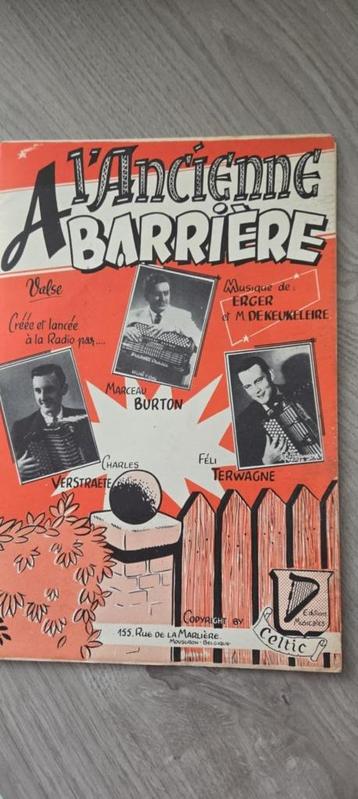 A l'Ancienne
BARRIÈRE
Valse
Créée et lancée
à la Radio par....
Musique de :
ERGER
et M. DEKEUKELEIRE
MARCEAU
BURTON
CHARLES
VERSTRAETE
FÉLI
TERWAGNE
COPYRIGHT BY
Editions
Musicales
Celtic
155, RUE DE LA MARLIÈRE.
MOUSCRON - BELGIQUE